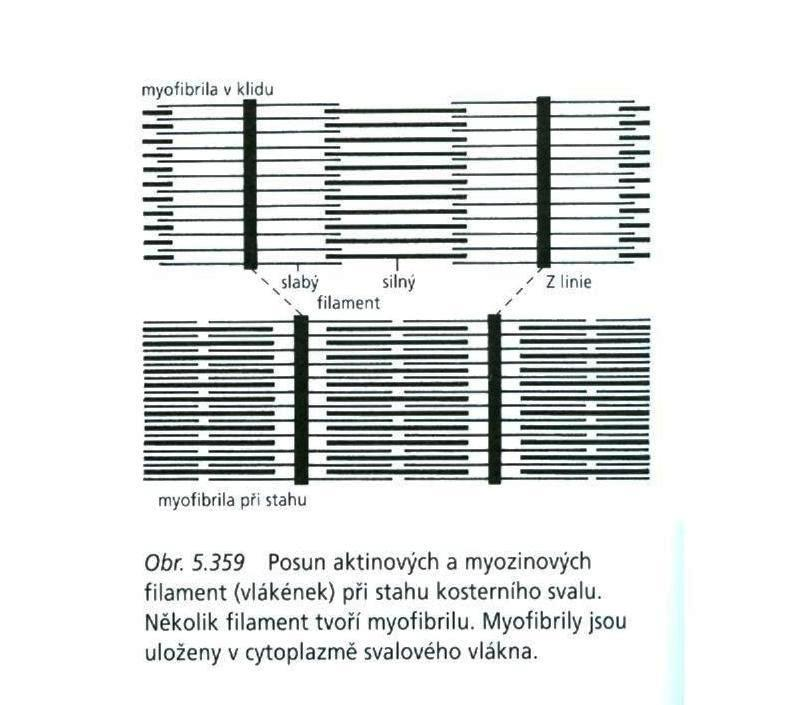 myofibrila v klidu
slabý
silný
Z linie
filament
myofibrila při stahu
Obr. 5.359 Posun aktinových a myozinových
filament (vlákének) při stahu kosterního svalu.
Několik filament tvoří myofibrilu. Myofibrily jsou
uloženy v cytoplazmě svalového vlákna.